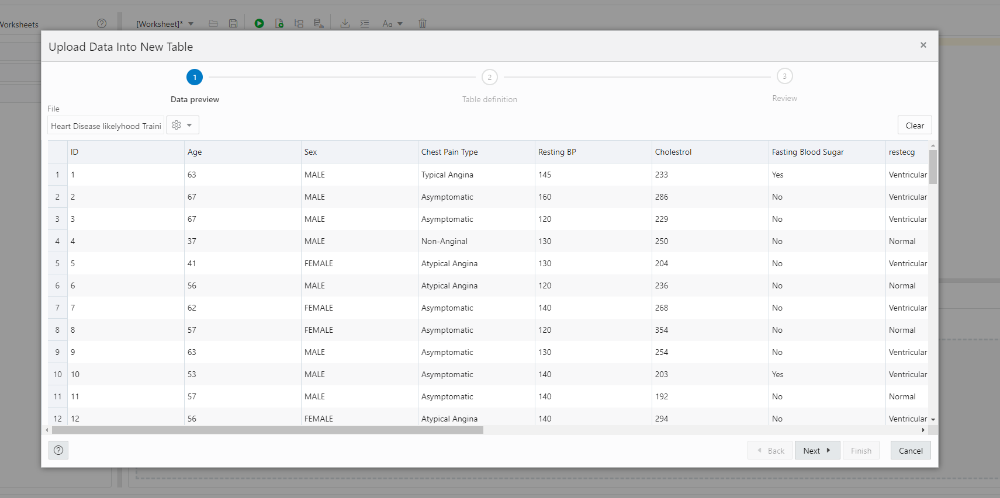 Worksheets [Worksheet]* Aa
Upload Data Into New Table
1 2 3
Data preview Table definition Review
File
Heart Disease likelyhood Traini Clear
ID Age Sex Chest Pain Type Resting BP Cholestrol Fasting Blood Sugar restecg
1 1 63 MALE Typical Angina 145 233 Yes Ventricular
2 2 67 MALE Asymptomatic 160 286 No Ventricular
3 3 67 MALE Asymptomatic 120 229 No Ventricular
4 4 37 MALE Non-Anginal 130 250 No Normal
5 5 41 FEMALE Atypical Angina 130 204 No Ventricular
6 6 56 MALE Atypical Angina 120 236 No Normal
7 7 62 FEMALE Asymptomatic 140 268 No Ventricular
8 8 57 FEMALE Asymptomatic 120 354 No Normal
9 9 63 MALE Asymptomatic 130 254 No Ventricular
10 10 53 MALE Asymptomatic 140 203 Yes Ventricular
11 11 57 MALE Asymptomatic 140 192 No Normal
12 12 56 FEMALE Atypical Angina 140 294 No Ventricular
Back Next Finish Cancel